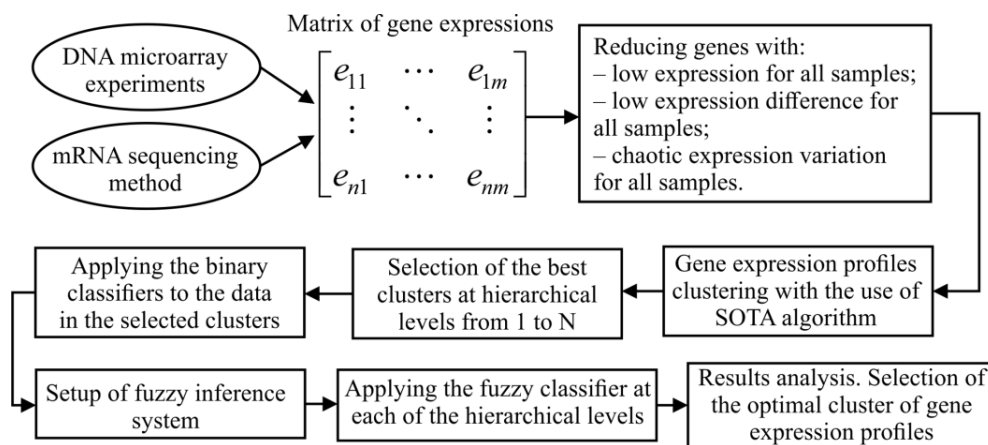 DNA microarray
experiments
mRNA sequencing
method
Matrix of gene expressions
e11 ⋯ e1m
⋮ ⋱ ⋮
en1 ⋯ enm
Reducing genes with:
– low expression for all samples;
– low expression difference for
all samples;
– chaotic expression variation
for all samples.
Gene expression profiles
clustering with the use of
SOTA algorithm
Selection of the best
clusters at hierarchical
levels from 1 to N
Applying the binary
classifiers to the data
in the selected clusters
Setup of fuzzy inference
system
Applying the fuzzy classifier at
each of the hierarchical levels
Results analysis. Selection of
the optimal cluster of gene
expression profiles